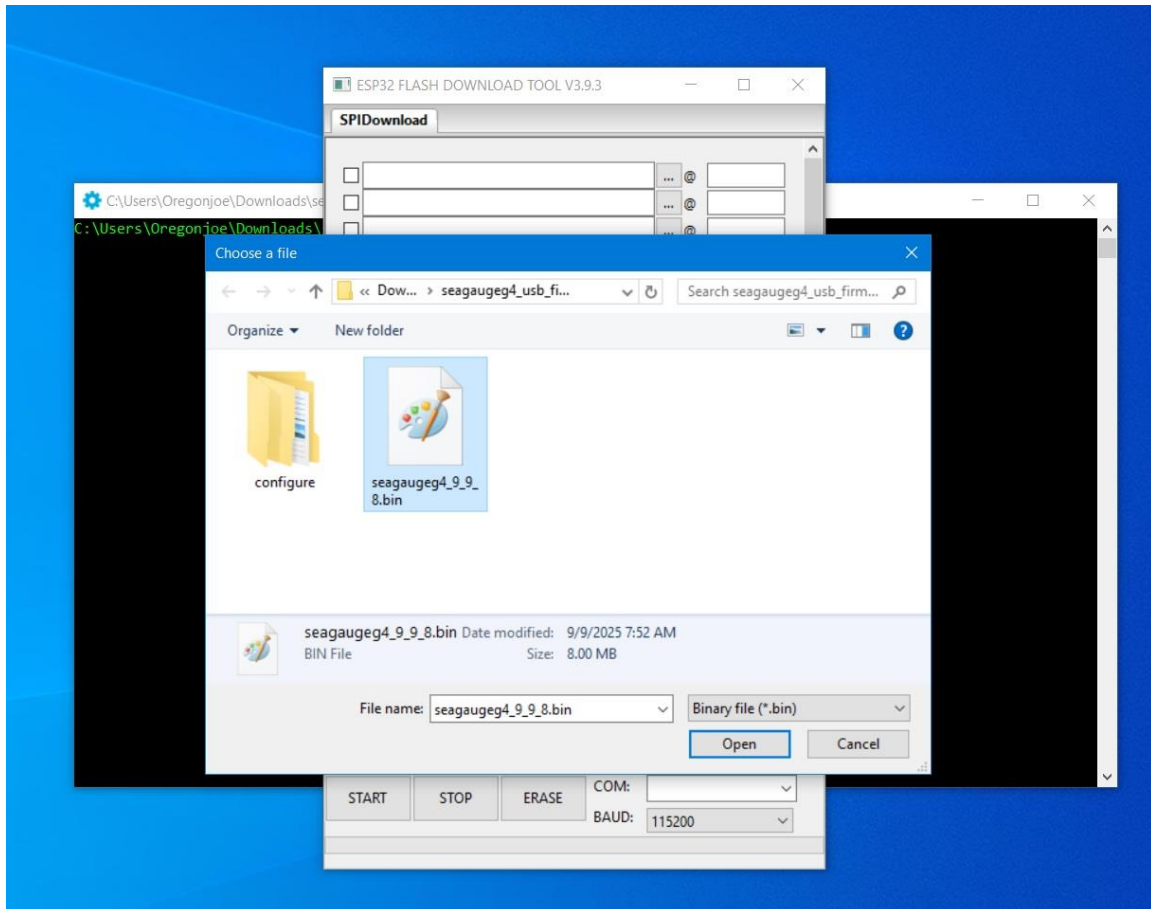 ESP32 FLASH DOWNLOAD TOOL V3.9.3
SPIDownload
... @
... @
... @
C:\Users\Oregonjoe\Downloads\se
C:\Users\Oregonjoe\Downloads\
Choose a file
« Dow... › seagaugeg4_usb_fi...
Search seagaugeg4_usb_firm...
Organize
New folder
?
configure
seagaugeg4_9_9_
8.bin
seagaugeg4_9_9_8.bin Date modified: 9/9/2025 7:52 AM
BIN File Size: 8.00 MB
File name: seagaugeg4_9_9_8.bin
Binary file (*.bin)
Open
Cancel
START
STOP
ERASE
COM:
BAUD: 115200